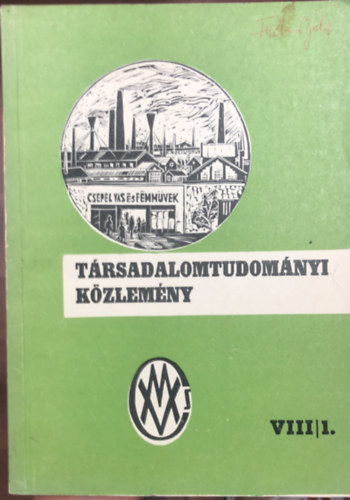 CSEPEL VAS és FÉMMŰVEK
TÁRSADALOMTUDOMÁNYI
KÖZLEMÉNY
VIII/1.